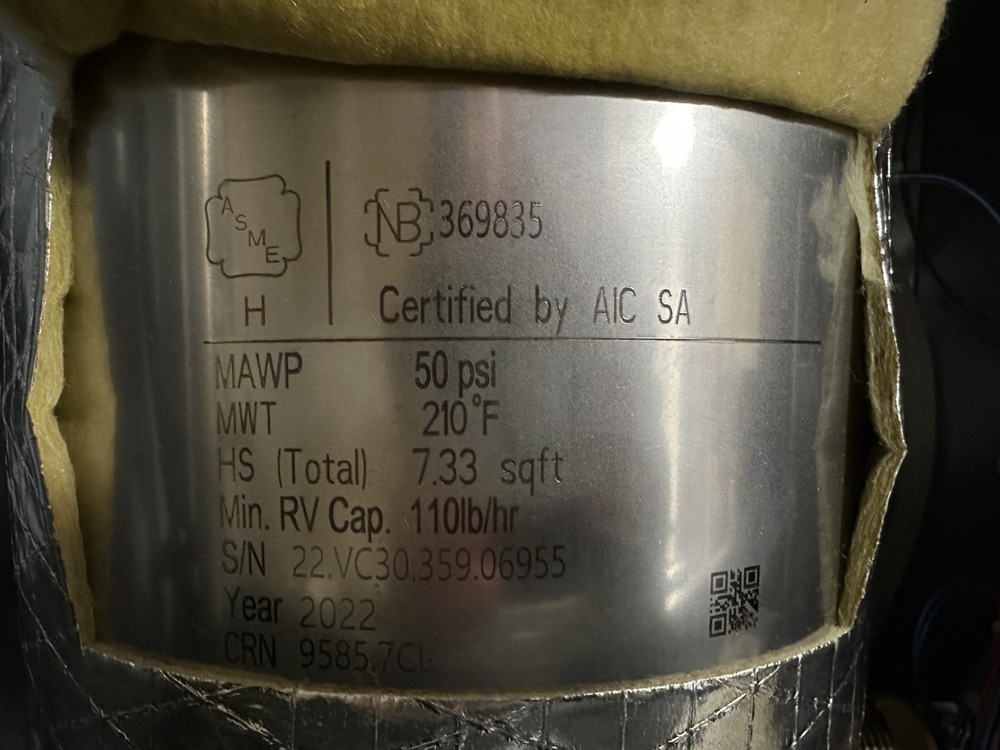 ASME
H
NB 369835
Certified by AIC SA
MAWP 50 psi
MWT 210°F
HS (Total) 7.33 sqft
Min. RV Cap. 110lb/hr
S/N 22.VC30.359.06955
Year 2022
CRN 9585.7CL